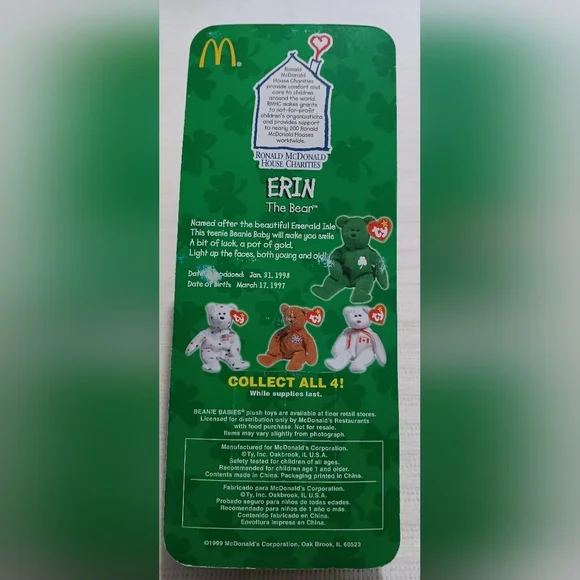 M®
Ronald
McDonald
House Charities
provide comfort and
care to children
around the world.
RMHC makes grants
to not-for-profit
children's organizations
and provides support
to nearly 200 Ronald
McDonald Houses
worldwide.
RONALD MCDONALD
HOUSE CHARITIES
ERIN
The Bear™
Named after the beautiful Emerald Isle
This teenie Beanie Baby will make you smile
A bit of luck, a pot of gold,
Light up the faces, both young and old!
Date Jan. 31, 1998
Date of Birth: March 17, 1997
ty
ty
ty
ty
COLLECT ALL 4!
While supplies last.
BEANIE BABIES® plush toys are available at finer retail stores.
Licensed for distribution only by McDonald's Restaurants
with food purchase. Not for resale.
Items may vary slightly from photograph.
Manufactured for McDonald's Corporation.
©Ty, Inc. Oakbrook, IL U.S.A.
Safety tested for children of all ages.
Recommended for children age 1 and older.
Contents made in China. Packaging printed in China.
Fabricado para McDonald's Corporation.
©Ty, Inc. Oakbrook, IL U.S.A.
Probado seguro para niños de todas edades.
Recomendado para niños de 1 año o más.
Contenido fabricado en China.
Envoltura impresa en China.
©1999 McDonald's Corporation, Oak Brook, IL 60523